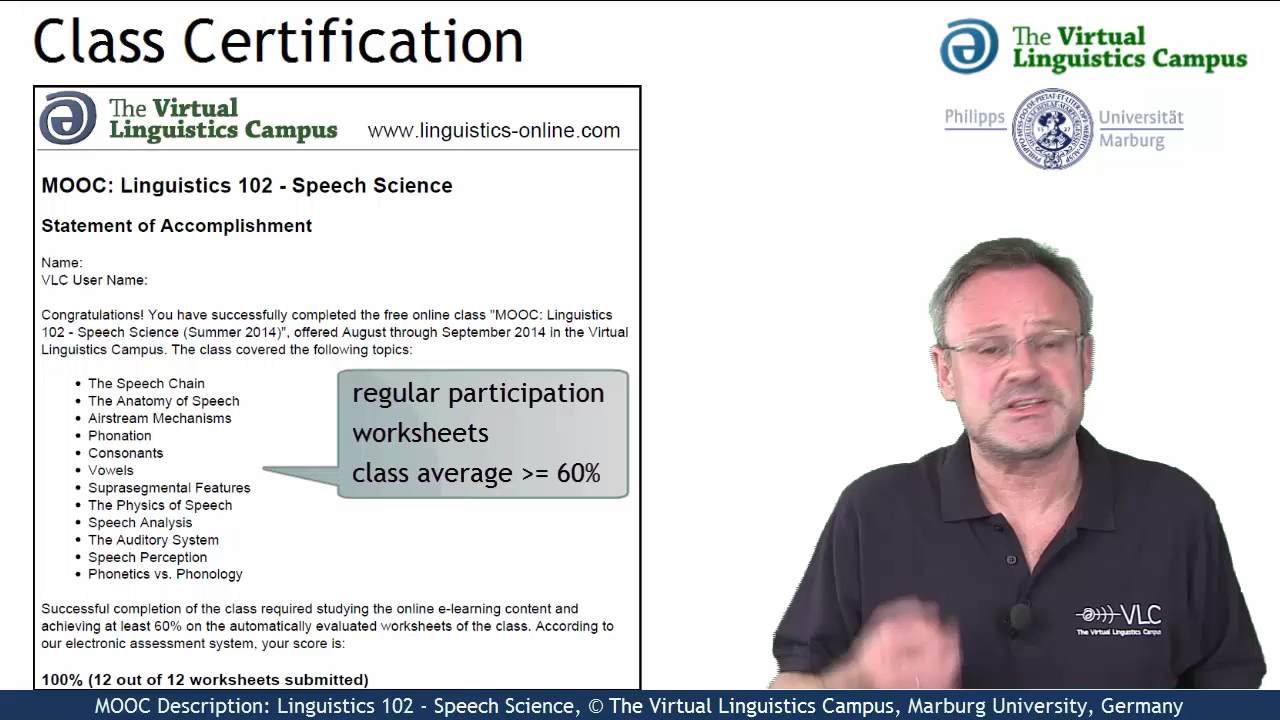 Class Certification
The Virtual
Linguistics Campus
Philipps
Universität
Marburg
The Virtual
Linguistics Campus
www.linguistics-online.com
MOOC: Linguistics 102 - Speech Science
Statement of Accomplishment
Name:
VLC User Name:
Congratulations! You have successfully completed the free online class "MOOC: Linguistics
102 - Speech Science (Summer 2014)", offered August through September 2014 in the Virtual
Linguistics Campus. The class covered the following topics:
• The Speech Chain
• The Anatomy of Speech
• Airstream Mechanisms
• Phonation
• Consonants
• Vowels
• Suprasegmental Features
• The Physics of Speech
• Speech Analysis
• The Auditory System
• Speech Perception
• Phonetics vs. Phonology
regular participation
worksheets
class average >= 60%
Successful completion of the class required studying the online e-learning content and
achieving at least 60% on the automatically evaluated worksheets of the class. According to
our electronic assessment system, your score is:
100% (12 out of 12 worksheets submitted)
VLC
The Virtual Linguistics Campus
MOOC Description: Linguistics 102 - Speech Science, © The Virtual Linguistics Campus, Marburg University, Germany